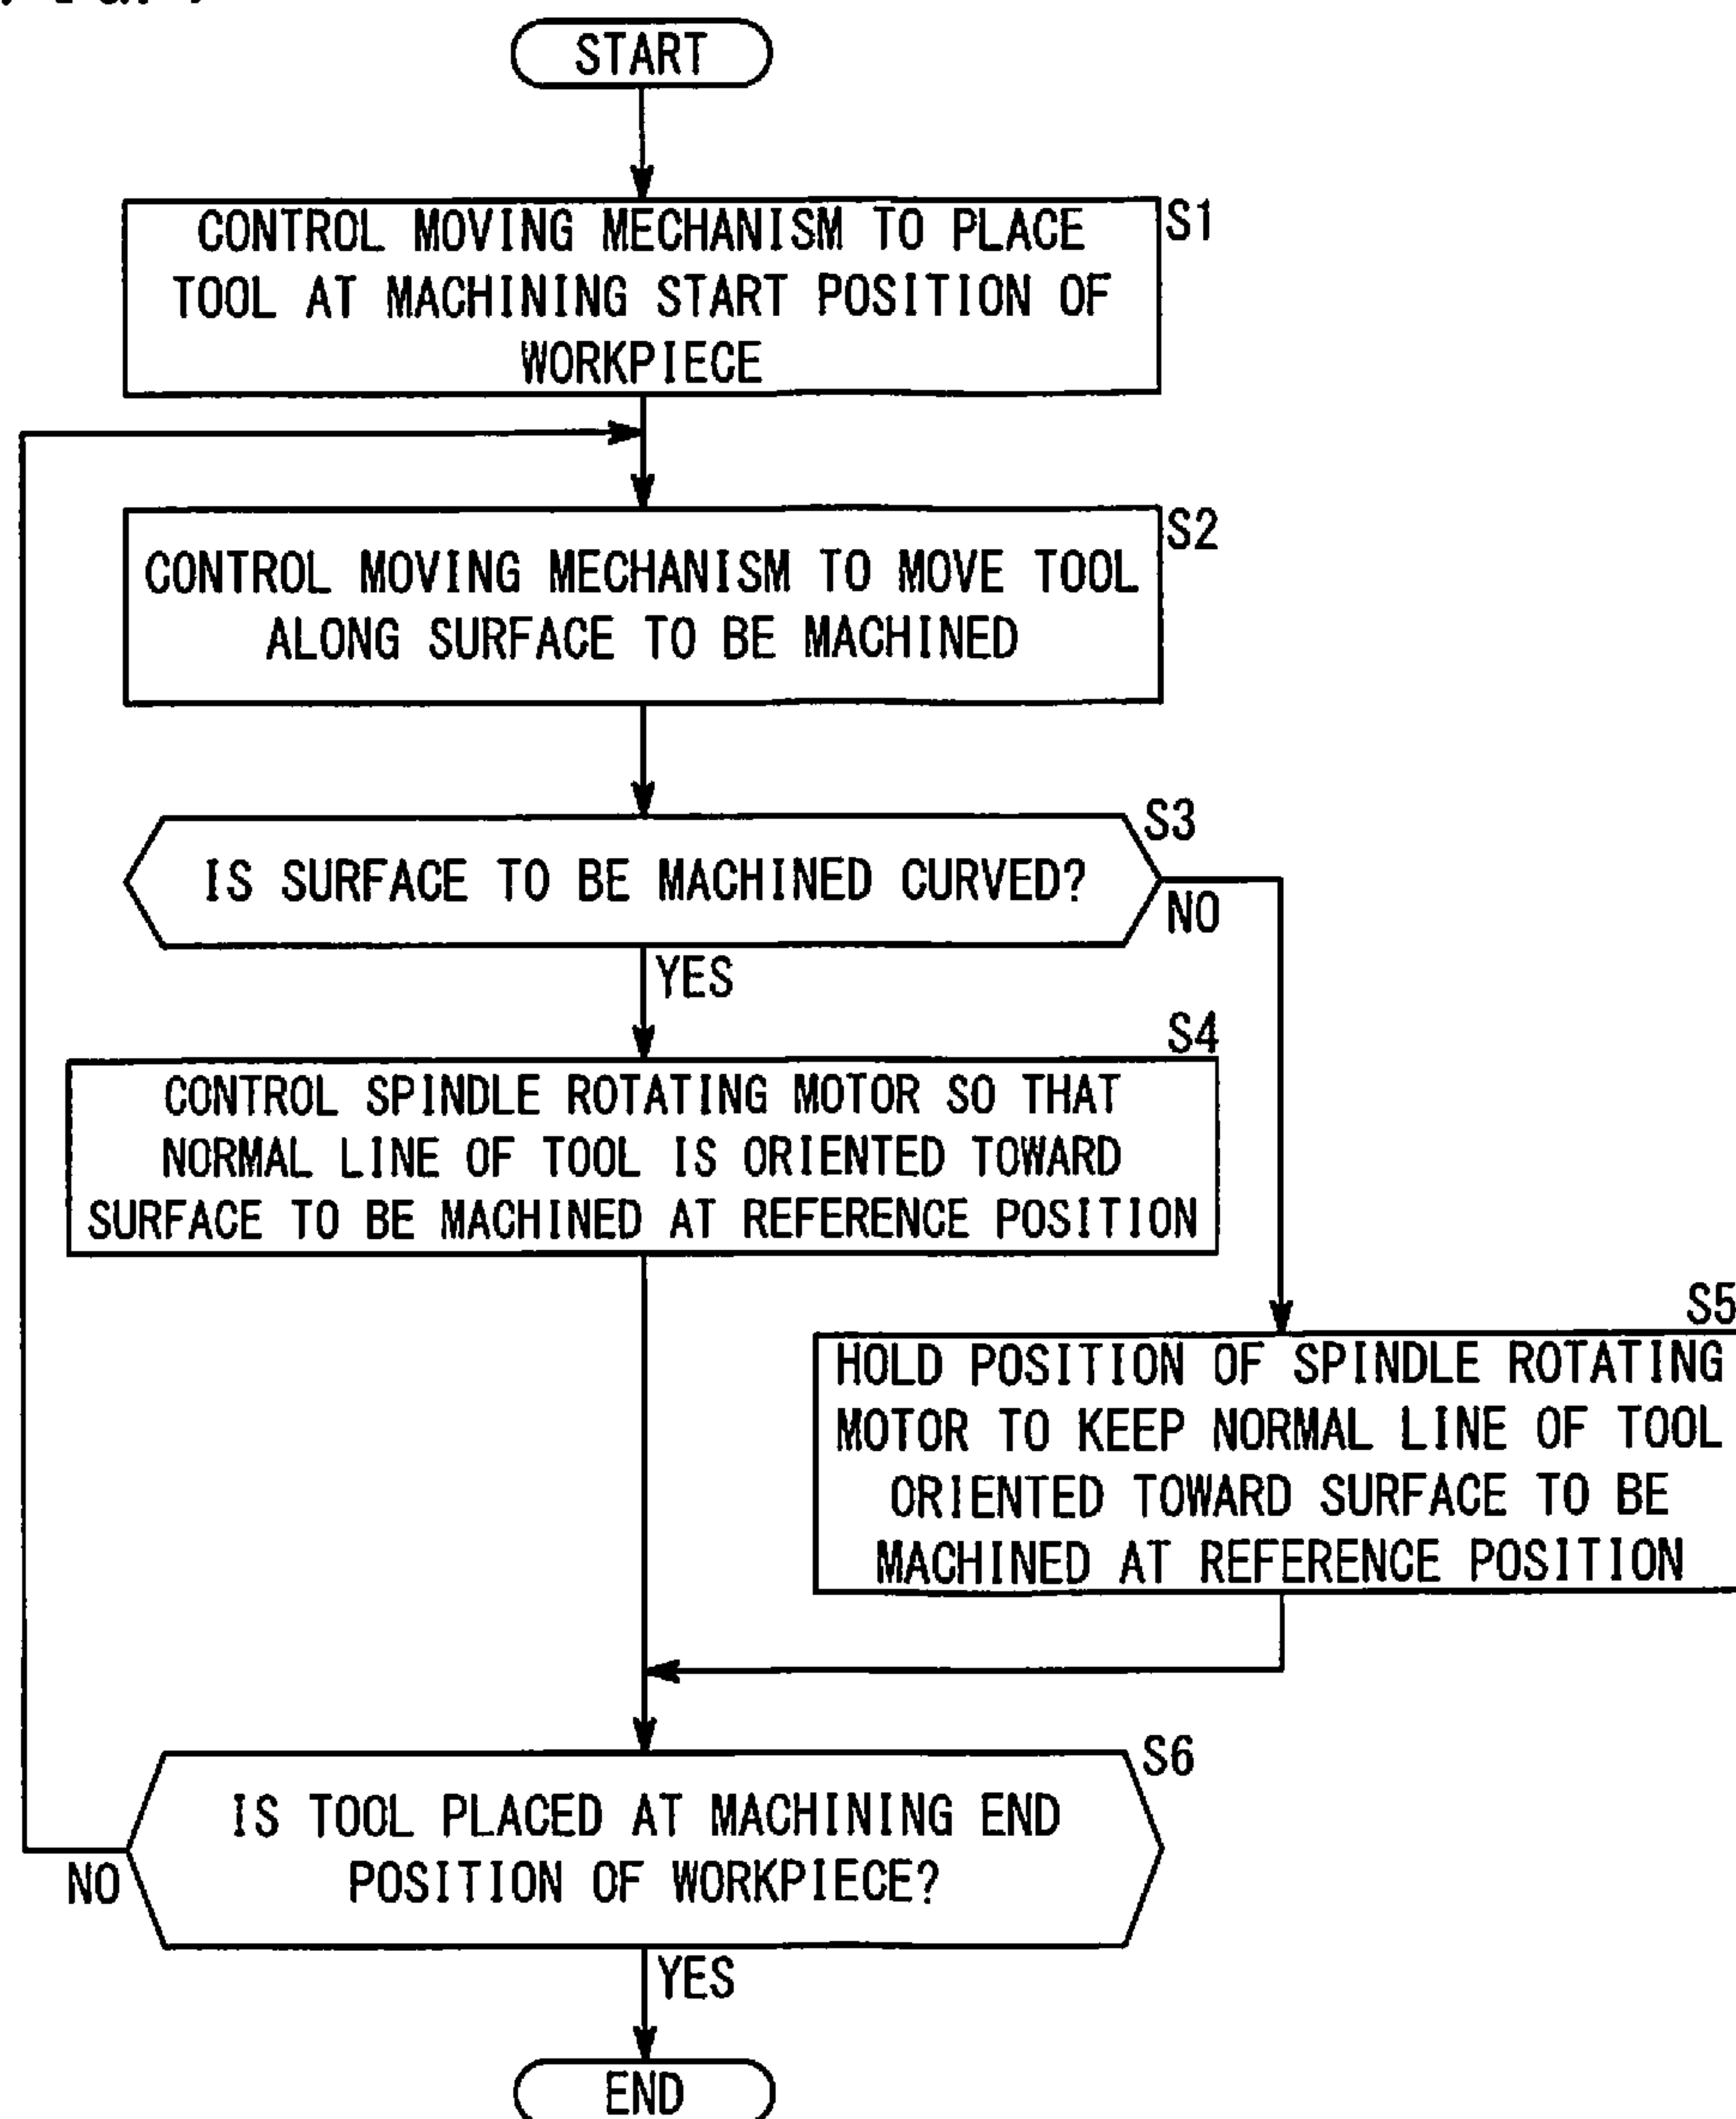 START
S1
CONTROL MOVING MECHANISM TO PLACE
TOOL AT MACHINING START POSITION OF
WORKPIECE
S2
CONTROL MOVING MECHANISM TO MOVE TOOL
ALONG SURFACE TO BE MACHINED
S3
IS SURFACE TO BE MACHINED CURVED?
NO
YES
S4
CONTROL SPINDLE ROTATING MOTOR SO THAT
NORMAL LINE OF TOOL IS ORIENTED TOWARD
SURFACE TO BE MACHINED AT REFERENCE POSITION
S5
HOLD POSITION OF SPINDLE ROTATING
MOTOR TO KEEP NORMAL LINE OF TOOL
ORIENTED TOWARD SURFACE TO BE
MACHINED AT REFERENCE POSITION
S6
IS TOOL PLACED AT MACHINING END
POSITION OF WORKPIECE?
NO
YES
END